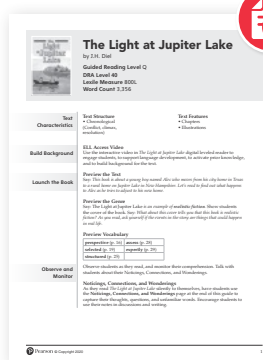 The Light at Jupiter Lake
by J.H. Diel
Guided Reading Level Q
DRA Level 40
Lexile Measure 800L
Word Count 3,356
Text
Characteristics
Text Structure
• Chronological
(Conflict, climax,
resolution)
Text Features
• Chapters
• Illustrations
Build Background
ELL Access Video
Use the interactive video in The Light at Jupiter Lake digital leveled reader to
engage students, to support language development, to activate prior knowledge,
and to build background for the text.
Launch the Book
Preview the Text
Say: This book is about a young boy named Alec who moves from his city home in Texas
to a rural home on Jupiter Lake in New Hampshire. Let's read to find out what happens
to Alec as he tries to adjust to his new home.
Preview the Genre
Say: The Light at Jupiter Lake is an example of realistic fiction. Show students
the cover of the book. Say: What about this cover tells you that this book is realistic
fiction? As you read, ask yourself if the events in the story are things that could happen
in real life.
Preview Vocabulary
perspective (p. 16) access (p. 28)
selected (p. 19) expertly (p. 29)
structured (p. 25)
Observe and
Monitor
Observe students as they read, and monitor their comprehension. Talk with
students about their Noticings, Connections, and Wonderings.
Noticings, Connections, and Wonderings
As they read The Light at Jupiter Lake silently to themselves, have students use
the Noticings, Connections, and Wonderings page at the end of this guide to
capture their thoughts, questions, and unfamiliar words. Encourage students to
use their notes in discussions and writing.
Pearson © Copyright 2020
1